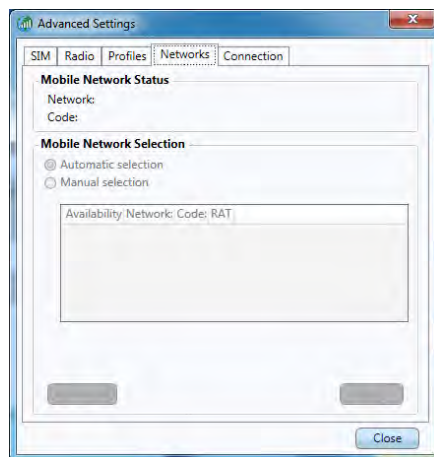 Advanced Settings
SIM Radio Profiles Networks Connection
Mobile Network Status
Network:
Code:
Mobile Network Selection
Automatic selection
Manual selection
Availability Network: Code: RAT
Close